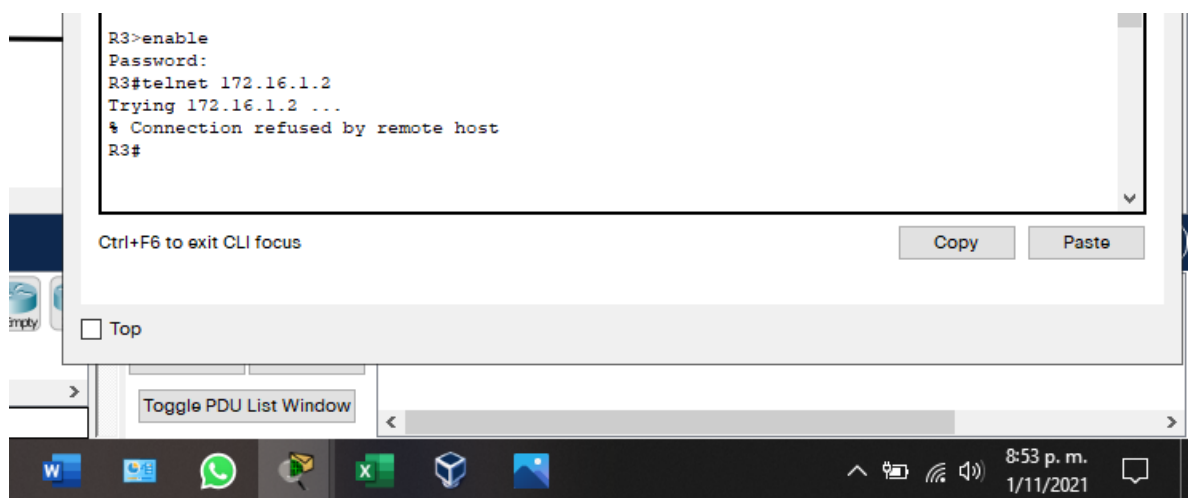 R3>enable
Password:
R3#telnet 172.16.1.2
Trying 172.16.1.2 ...
% Connection refused by remote host
R3#
Ctrl+F6 to exit CLI focus
Copy
Paste
Empty
Top
Toggle PDU List Window
8:53 p. m.
1/11/2021